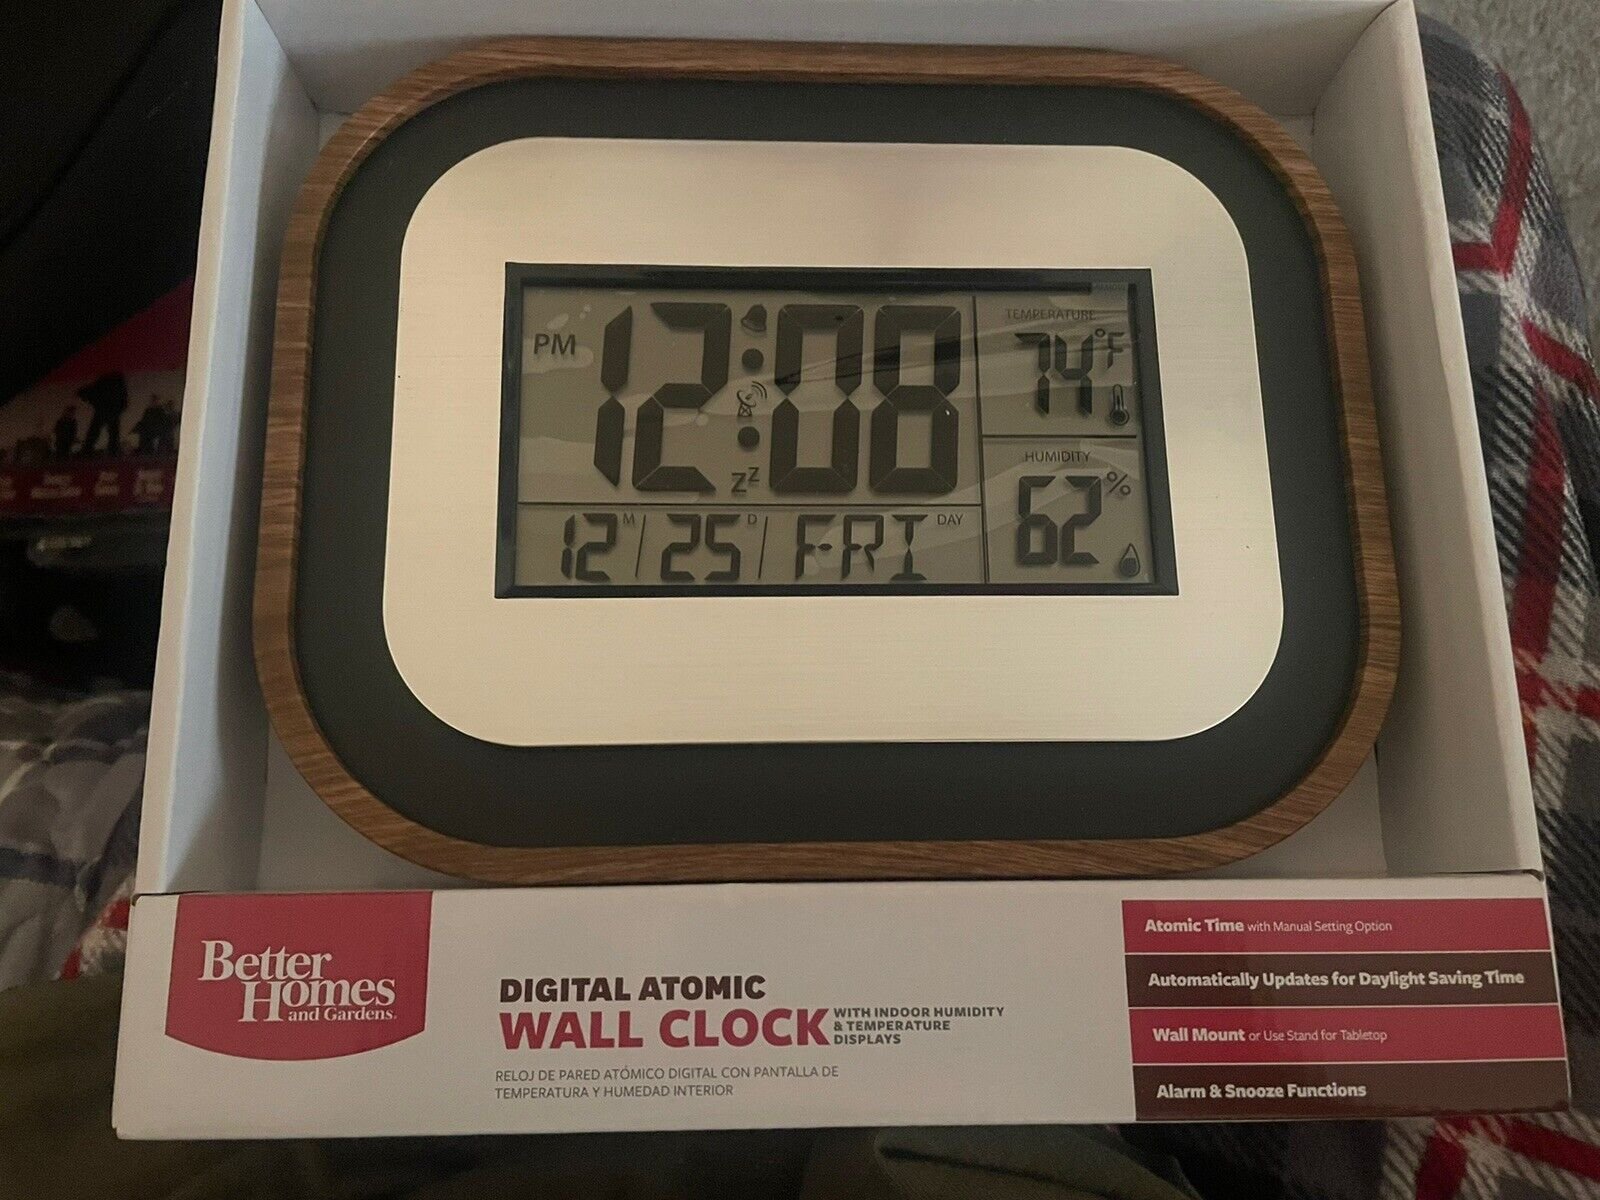 PM 12:08
zz
12 M / 25 D / FRI DAY
TEMPERATURE
74°F
HUMIDITY
62%
Better
Homes
and Gardens.
DIGITAL ATOMIC
WALL CLOCK
WITH INDOOR HUMIDITY
& TEMPERATURE
DISPLAYS
RELOJ DE PARED ATÓMICO DIGITAL CON PANTALLA DE
TEMPERATURA Y HUMEDAD INTERIOR
Atomic Time with Manual Setting Option
Automatically Updates for Daylight Saving Time
Wall Mount or Use Stand for Tabletop
Alarm & Snooze Functions